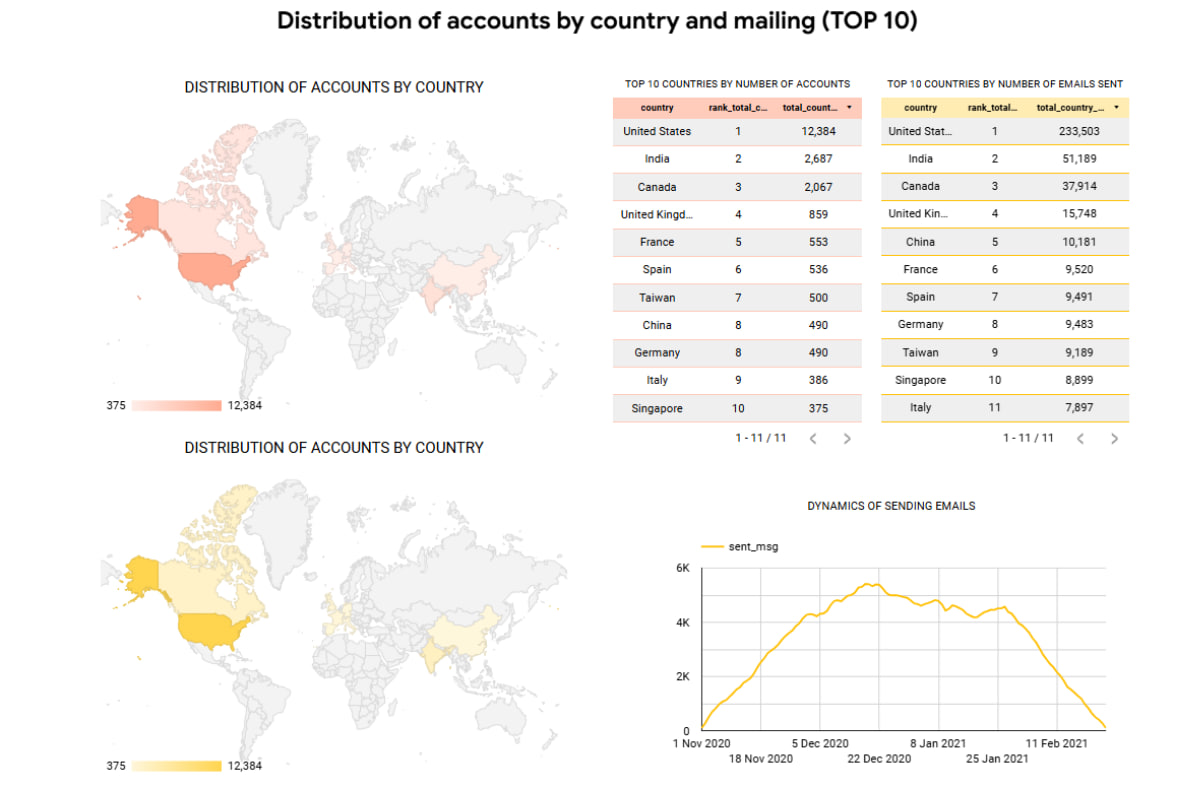 Distribution of accounts by country and mailing (TOP 10)
DISTRIBUTION OF ACCOUNTS BY COUNTRY
375 12,384
TOP 10 COUNTRIES BY NUMBER OF ACCOUNTS
country rank_total_c... total_count...
United States 1 12,384
India 2 2,687
Canada 3 2,067
United Kingd... 4 859
France 5 553
Spain 6 536
Taiwan 7 500
China 8 490
Germany 8 490
Italy 9 386
Singapore 10 375
1 - 11 / 11
TOP 10 COUNTRIES BY NUMBER OF EMAILS SENT
country rank_total... total_country_...
United Stat... 1 233,503
India 2 51,189
Canada 3 37,914
United Kin... 4 15,748
China 5 10,181
France 6 9,520
Spain 7 9,491
Germany 8 9,483
Taiwan 9 9,189
Singapore 10 8,899
Italy 11 7,897
1 - 11 / 11
DISTRIBUTION OF ACCOUNTS BY COUNTRY
375 12,384
DYNAMICS OF SENDING EMAILS
sent_msg
6K
4K
2K
0
1 Nov 2020 5 Dec 2020 8 Jan 2021 11 Feb 2021
18 Nov 2020 22 Dec 2020 25 Jan 2021